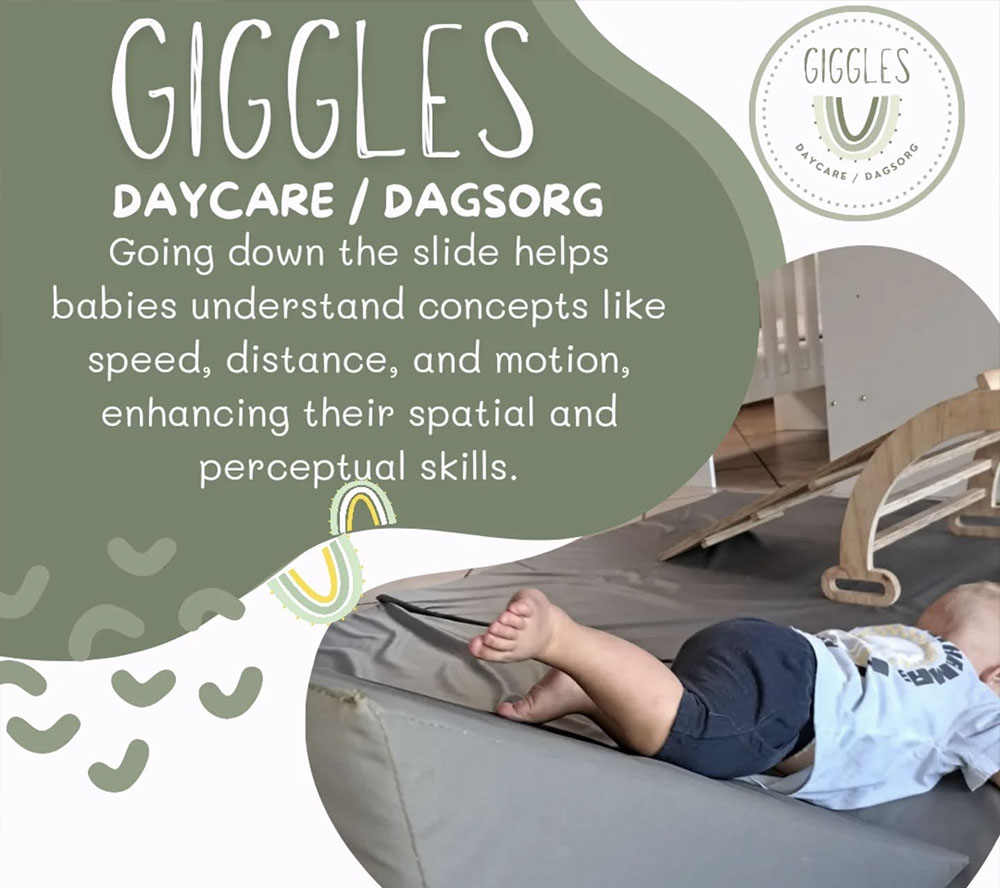 GIGGLES
DAYCARE / DAGSORG
Going down the slide helps
babies understand concepts like
speed, distance, and motion,
enhancing their spatial and
perceptual skills.
GIGGLES
DAYCARE / DAGSORG